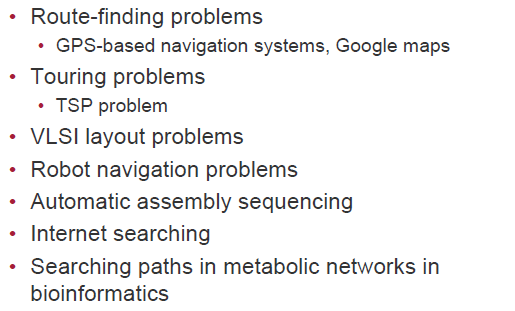 • Route-finding problems
• GPS-based navigation systems, Google maps
• Touring problems
• TSP problem
• VLSI layout problems
• Robot navigation problems
• Automatic assembly sequencing
• Internet searching
• Searching paths in metabolic networks in
bioinformatics